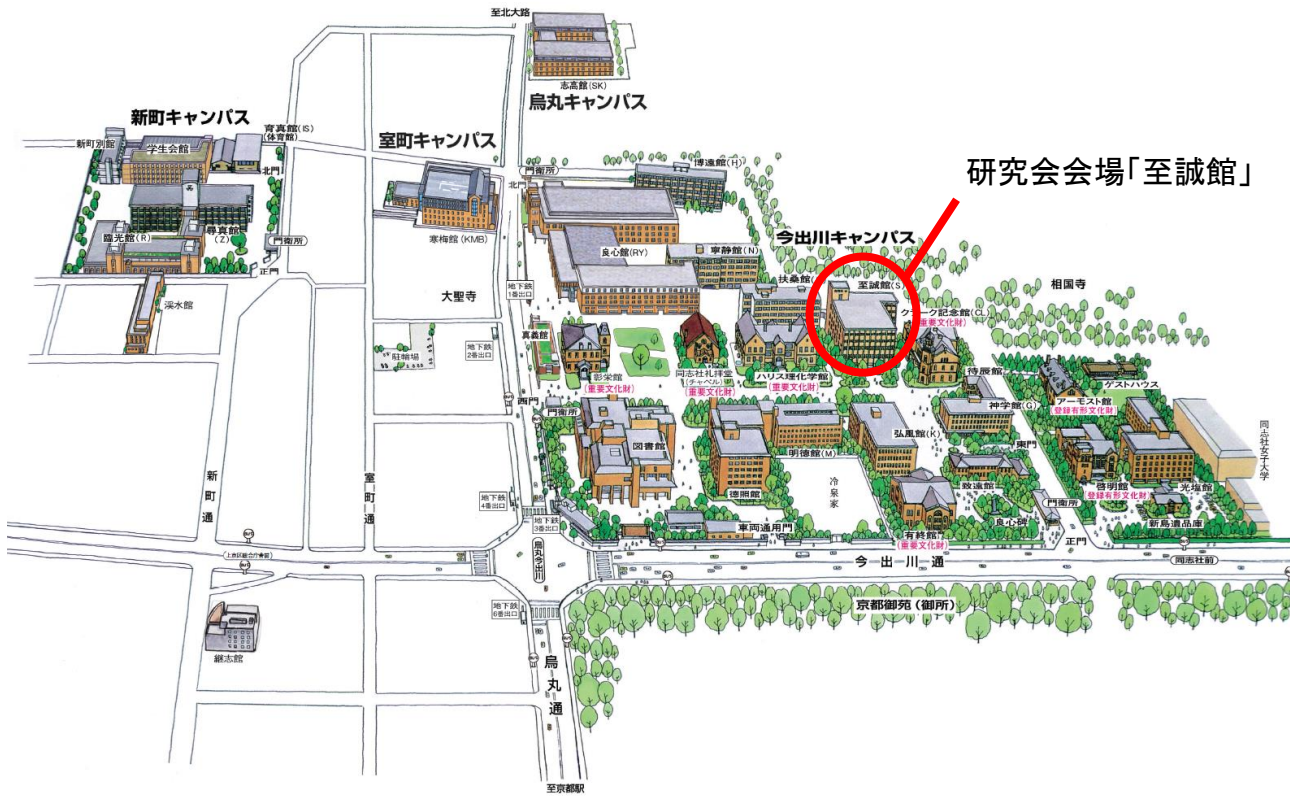 至北大路
志高館(SK)
烏丸キャンパス
新町キャンパス
育真館(IS)
(体育館)
新町別館
学生会館
室町キャンパス
北門
門衛所
博遠館(H)
研究会会場「至誠館」
今出川キャンパス
臨光館(R)
尋真館
(Z)
門衛所
正門
渓水館
寒梅館(KMB)
良心館(RY)
寧静館(N)
扶桑館
至誠館(S)
クラーク記念館(CL)
(重要文化財)
相国寺
大聖寺
地下鉄
1番出口
地下鉄
2番出口
駐輪場
真義館
彰栄館
(重要文化財)
同志社礼拝堂
(チャペル)
(重要文化財)
ハリス理化学館
(重要文化財)
待辰館
神学館(G)
アーモスト館
(登録有形文化財)
ゲストハウス
同志社女子大学
西門
門衛所
図書館
徳照館
明徳館(M)
弘風館(K)
東門
致遠館
啓明館
(登録有形文化財)
光塩館
新島遺品庫
冷泉家
新町通
室町通
地下鉄
4番出口
地下鉄
3番出口
車両通用門
有終館
(重要文化財)
良心碑
門衛所
正門
BUS
烏丸今出川
今出川通
同志社前
京都御苑(御所)
地下鉄
6番出口
継志館
烏丸通
至京都駅